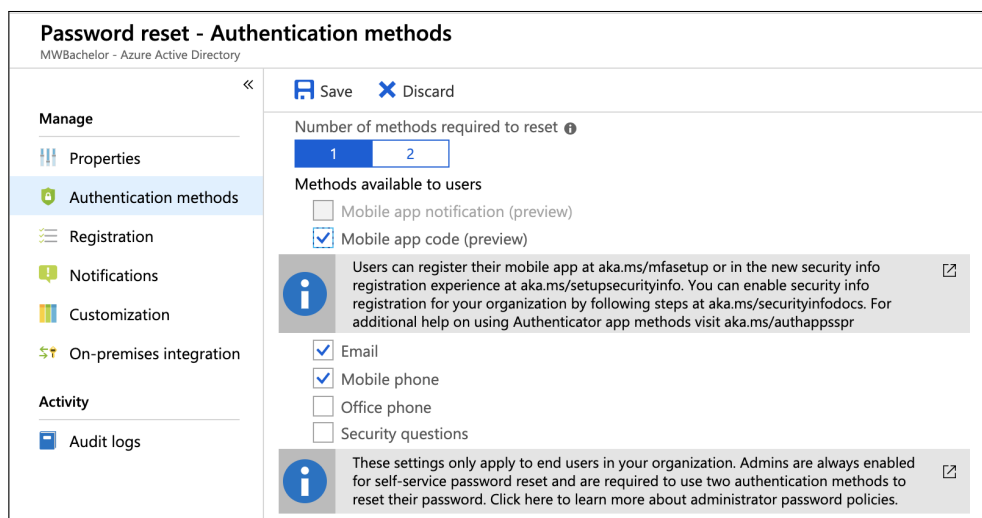 Password reset - Authentication methods
MWBachelor - Azure Active Directory
«
Manage
Properties
Authentication methods
Registration
Notifications
Customization
On-premises integration
Activity
Audit logs
Save
Discard
Number of methods required to reset
1
2
Methods available to users
Mobile app notification (preview)
Mobile app code (preview)
Users can register their mobile app at aka.ms/mfasetup or in the new security info
registration experience at aka.ms/setupsecurityinfo. You can enable security info
registration for your organization by following steps at aka.ms/securityinfodocs. For
additional help on using Authenticator app methods visit aka.ms/authappsspr
Email
Mobile phone
Office phone
Security questions
These settings only apply to end users in your organization. Admins are always enabled
for self-service password reset and are required to use two authentication methods to
reset their password. Click here to learn more about administrator password policies.